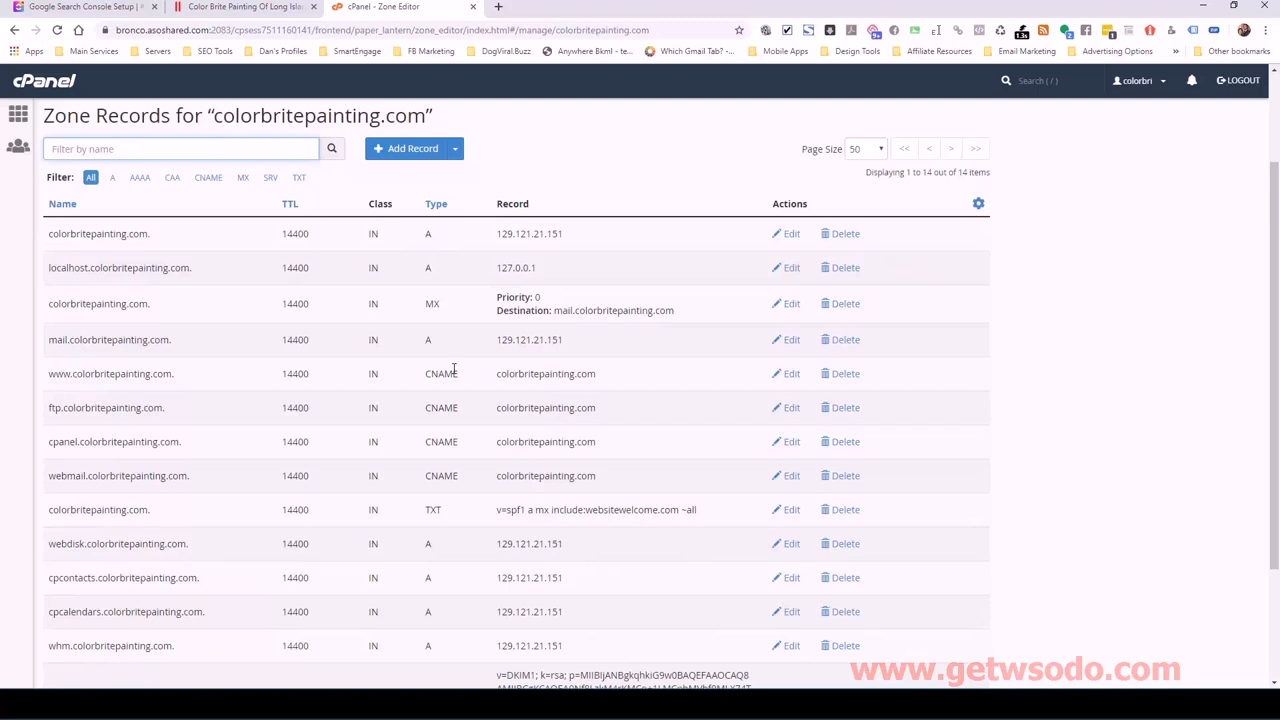 Google Search Console Setup |
Color Brite Painting Of Long Isla
cPanel - Zone Editor
bronco.asoshared.com:2083/cpsess7511160141/frontend/paper_lantern/zone_editor/index.html#/manage/colorbritepainting.com
Apps Main Services Servers SEO Tools Dan's Profiles SmartEngage FB Marketing DogViral.Buzz Anywhere Bkml - te... Which Gmail Tab? -... Mobile Apps Design Tools Affiliate Resources Email Marketing Advertising Options » Other bookmarks
cPanel Search ( / ) colorbri LOGOUT
Zone Records for “colorbritepainting.com”
Filter by name + Add Record Page Size 50 << < > >>
Displaying 1 to 14 out of 14 items
Filter: All A AAAA CAA CNAME MX SRV TXT
Name TTL Class Type Record Actions
colorbritepainting.com. 14400 IN A 129.121.21.151 Edit Delete
localhost.colorbritepainting.com. 14400 IN A 127.0.0.1 Edit Delete
colorbritepainting.com. 14400 IN MX Priority: 0 Edit Delete
Destination: mail.colorbritepainting.com
mail.colorbritepainting.com. 14400 IN A 129.121.21.151 Edit Delete
www.colorbritepainting.com. 14400 IN CNAME colorbritepainting.com Edit Delete
ftp.colorbritepainting.com. 14400 IN CNAME colorbritepainting.com Edit Delete
cpanel.colorbritepainting.com. 14400 IN CNAME colorbritepainting.com Edit Delete
webmail.colorbritepainting.com. 14400 IN CNAME colorbritepainting.com Edit Delete
colorbritepainting.com. 14400 IN TXT v=spf1 a mx include:websitewelcome.com ~all Edit Delete
webdisk.colorbritepainting.com. 14400 IN A 129.121.21.151 Edit Delete
cpcontacts.colorbritepainting.com. 14400 IN A 129.121.21.151 Edit Delete
cpcalendars.colorbritepainting.com. 14400 IN A 129.121.21.151 Edit Delete
whm.colorbritepainting.com. 14400 IN A 129.121.21.151 Edit Delete
www.getwsodo.com
v=DKIM1; k=rsa;